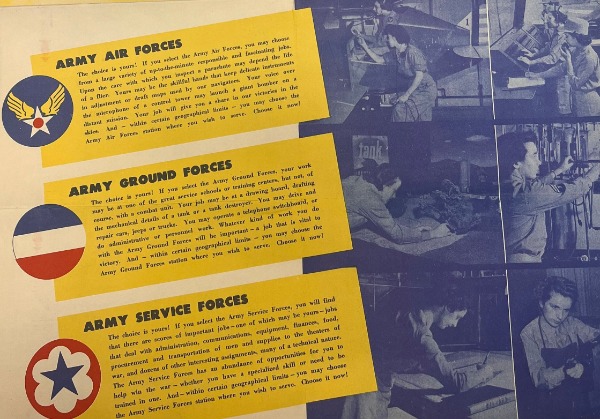 ARMY AIR FORCES
The choice is yours! If you select the Army Air Forces, you may choose
from a large variety of up-to-the-minute responsible and fascinating jobs.
Upon the care with which you inspect a parachute may depend the life
of a flier. Yours may be the skillful hands that keep delicate instruments
in adjustment or draft maps used by our navigators. Your voice over
the microphone of a control tower may launch a giant bomber on a
distant mission. Your job will give you a share in our victories in the
skies. And – within certain geographical limits – you may choose the
Army Air Forces station where you wish to serve. Choose it now!
ARMY GROUND FORCES
The choice is yours! If you select the Army Ground Forces, your work
may be at one of the great service schools or training centers, but not, of
course, with a combat unit. Your job may be at a drawing board, drafting
the mechanical details of a tank or a tank destroyer. You may drive and
repair cars, jeeps or trucks. You may operate a telephone switchboard, or
do administrative or personnel work. Whatever kind of work you do
with the Army Ground Forces will be important – a job that is vital to
victory. And – within certain geographical limits – you may choose the
Army Ground Forces station where you wish to serve. Choose it now!
tank
ARMY SERVICE FORCES
The choice is yours! If you select the Army Service Forces, you will find
that there are scores of important jobs – one of which may be yours – jobs
that deal with administration, communications, equipment, finances, food,
procurement and transportation of men and supplies to the theaters of
war, and dozens of other interesting assignments, many of a technical nature.
The Army Service Forces has an abundance of opportunities for you to
help win the war – whether you have a specialized skill or need to be
trained in one. And – within certain geographical limits – you may choose
the Army Service Forces station where you wish to serve. Choose it now!